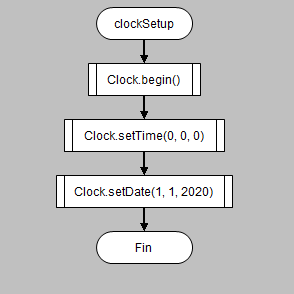 clockSetup
Clock.begin()
Clock.setTime(0, 0, 0)
Clock.setDate(1, 1, 2020)
Fin